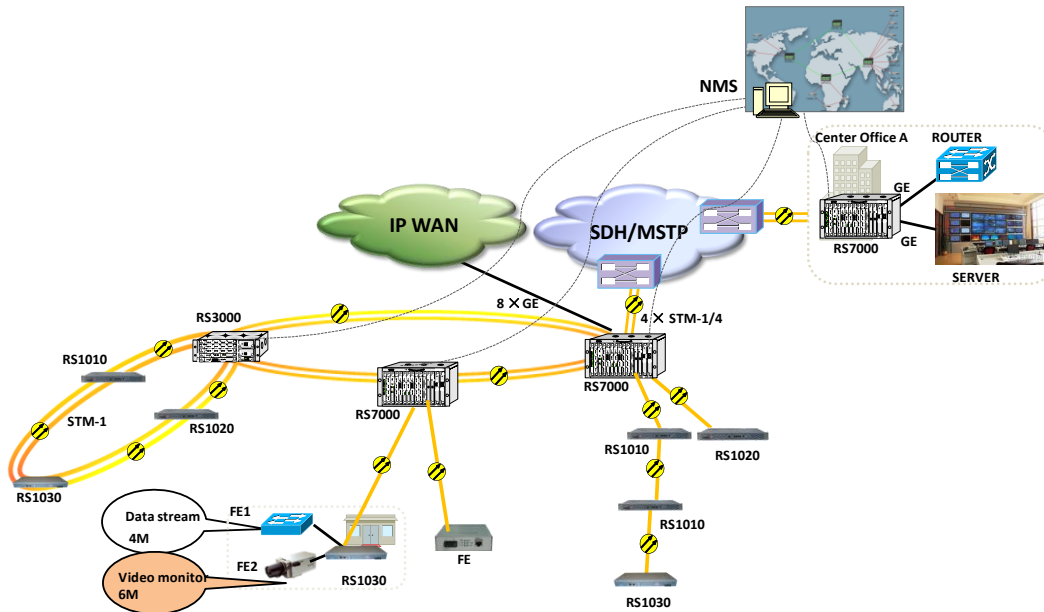 NMS
Center Office A
ROUTER
GE
RS7000
GE
SERVER
IP WAN
SDH/MSTP
8 × GE
4 × STM-1/4
RS3000
RS7000
RS1010
STM-1
RS1020
RS1030
RS7000
RS1010
RS1020
RS1010
RS1030
Data stream
4M
FE1
Video monitor
6M
FE2
RS1030
FE